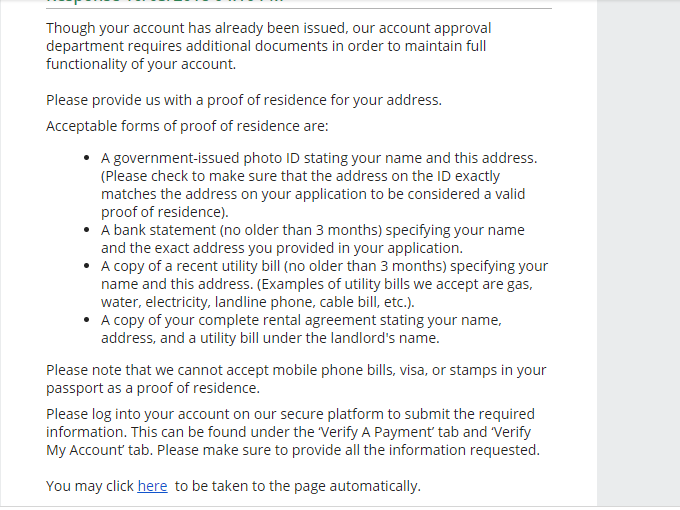 Though your account has already been issued, our account approval
department requires additional documents in order to maintain full
functionality of your account.
Please provide us with a proof of residence for your address.
Acceptable forms of proof of residence are:
• A government-issued photo ID stating your name and this address.
(Please check to make sure that the address on the ID exactly
matches the address on your application to be considered a valid
proof of residence).
• A bank statement (no older than 3 months) specifying your name
and the exact address you provided in your application.
• A copy of a recent utility bill (no older than 3 months) specifying your
name and this address. (Examples of utility bills we accept are gas,
water, electricity, landline phone, cable bill, etc.).
• A copy of your complete rental agreement stating your name,
address, and a utility bill under the landlord's name.
Please note that we cannot accept mobile phone bills, visa, or stamps in your
passport as a proof of residence.
Please log into your account on our secure platform to submit the required
information. This can be found under the 'Verify A Payment' tab and 'Verify
My Account' tab. Please make sure to provide all the information requested.
You may click here to be taken to the page automatically.